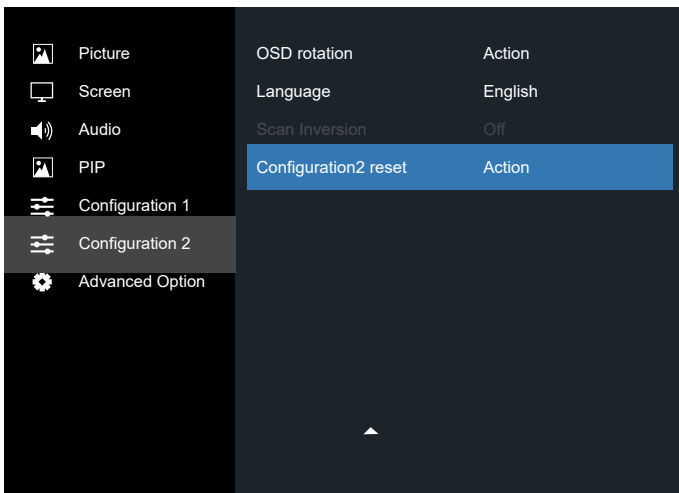 Picture
Screen
Audio
PIP
Configuration 1
Configuration 2
Advanced Option
OSD rotation Action
Language English
Scan Inversion Off
Configuration2 reset Action